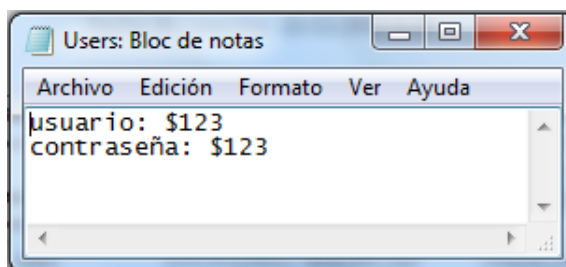 Users: Bloc de notas
Archivo Edición Formato Ver Ayuda
usuario: $123
contraseña: $123